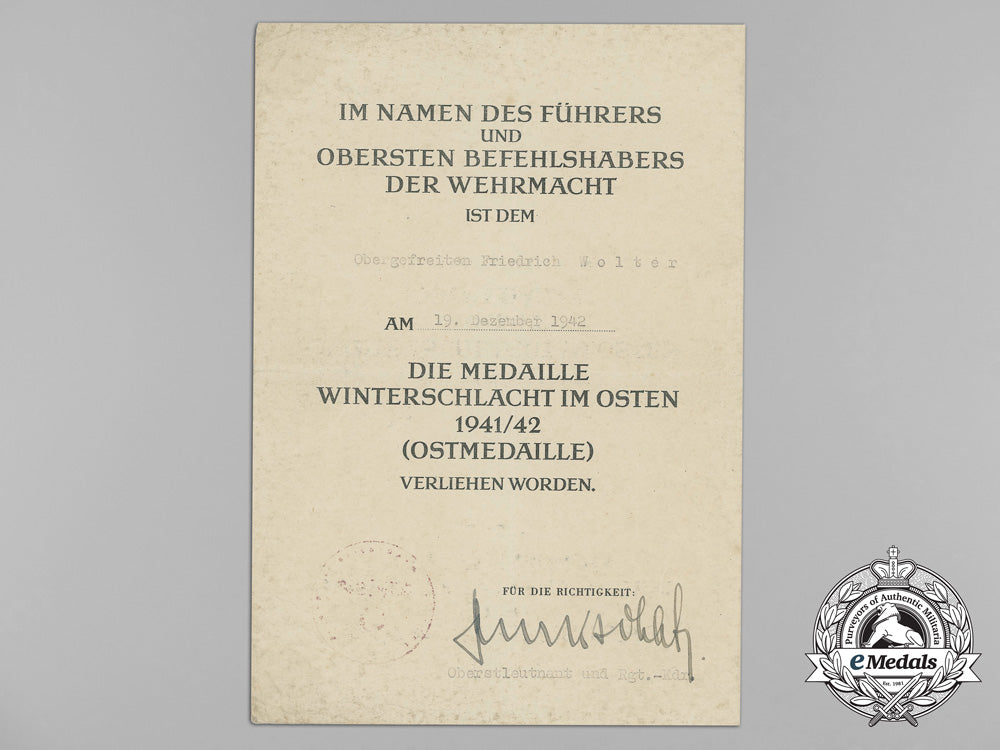 IM NAMEN DES FÜHRERS
UND
OBERSTEN BEFEHLSHABERS
DER WEHRMACHT
IST DEM
Obergefreiten Friedrich W o l t e r
AM 19. Dezember 1942
DIE MEDAILLE
WINTERSCHLACHT IM OSTEN
1941/42
(OSTMEDAILLE)
VERLIEHEN WORDEN.
FÜR DIE RICHTIGKEIT:
Oberstleutnant und Rgt.-Kdr.
Purveyors of Authentic Militaria
eMedals
Est. 1981